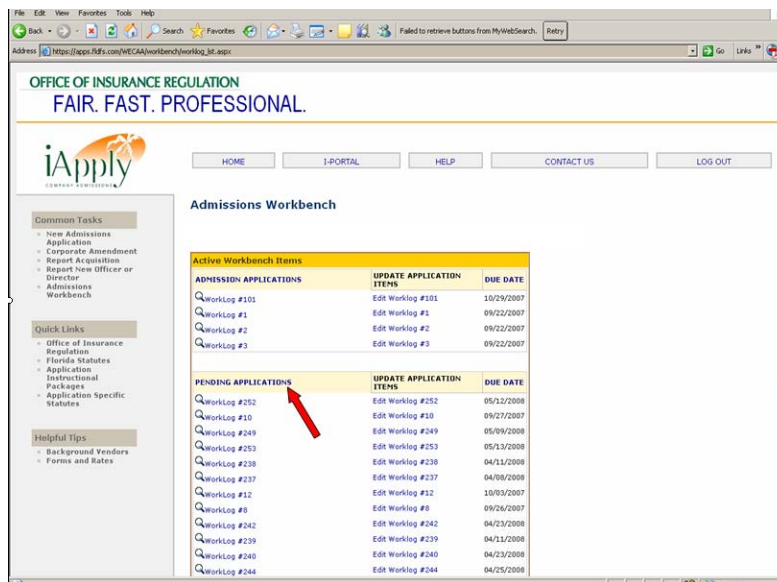 File Edit View Favorites Tools Help
Back Search Favorites Failed to retrieve buttons from MyWebSearch. Retry
Address https://apps.fldfs.com/WECAA/workbench/worklog_lst.aspx Go Links »
OFFICE OF INSURANCE REGULATION
FAIR. FAST. PROFESSIONAL.
iApply
COMPANY ADMISSIONS
HOME I-PORTAL HELP CONTACT US LOG OUT
Admissions Workbench
Common Tasks
New Admissions
Application
Corporate Amendment
Report Acquisition
Report New Officer or
Director
Admissions
Workbench
Quick Links
Office of Insurance
Regulation
Florida Statutes
Application
Instructional
Packages
Application Specific
Statutes
Helpful Tips
Background Vendors
Forms and Rates
Active Workbench Items
ADMISSION APPLICATIONS UPDATE APPLICATION ITEMS DUE DATE
WorkLog #101 Edit Worklog #101 10/29/2007
WorkLog #1 Edit Worklog #1 09/22/2007
WorkLog #2 Edit Worklog #2 09/22/2007
WorkLog #3 Edit Worklog #3 09/22/2007
PENDING APPLICATIONS UPDATE APPLICATION ITEMS DUE DATE
WorkLog #252 Edit Worklog #252 05/12/2008
WorkLog #10 Edit Worklog #10 09/27/2007
WorkLog #249 Edit Worklog #249 05/09/2008
WorkLog #253 Edit Worklog #253 05/13/2008
WorkLog #238 Edit Worklog #238 04/11/2008
WorkLog #237 Edit Worklog #237 04/08/2008
WorkLog #12 Edit Worklog #12 10/03/2007
WorkLog #8 Edit Worklog #8 09/26/2007
WorkLog #242 Edit Worklog #242 04/23/2008
WorkLog #239 Edit Worklog #239 04/11/2008
WorkLog #240 Edit Worklog #240 04/23/2008
WorkLog #244 Edit Worklog #244 04/25/2008